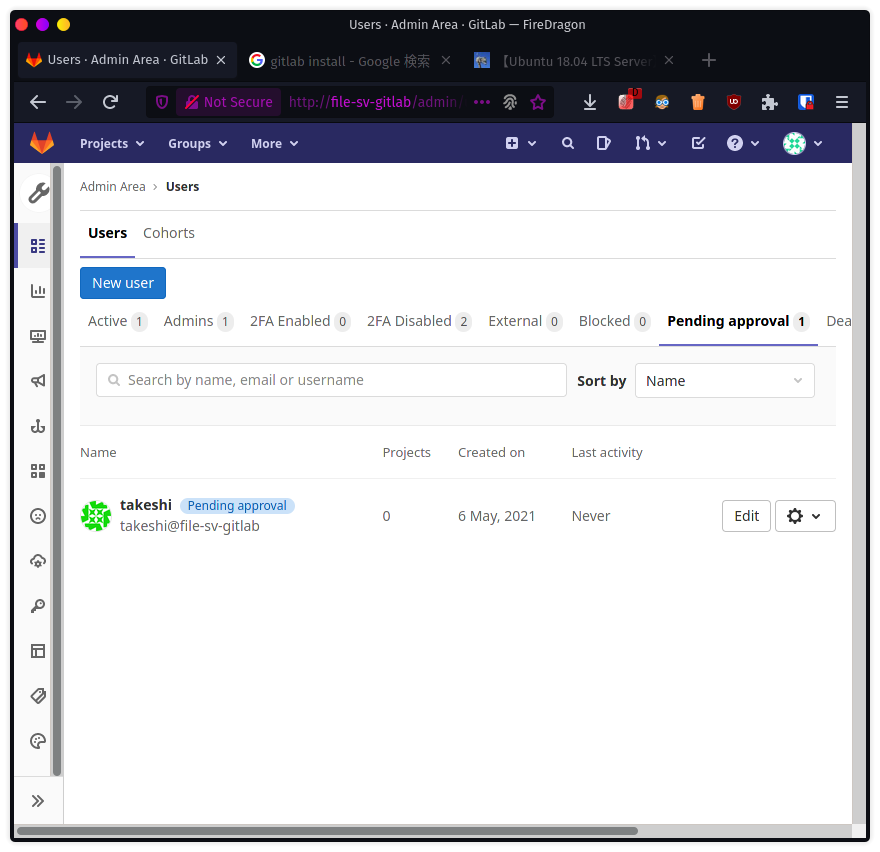 Users · Admin Area · GitLab — FireDragon
Users · Admin Area · GitLab
gitlab install - Google 検索
【Ubuntu 18.04 LTS Server
Not Secure
http://file-sv-gitlab/admin/
Projects
Groups
More
Admin Area > Users
Users
Cohorts
New user
Active 1
Admins 1
2FA Enabled 0
2FA Disabled 2
External 0
Blocked 0
Pending approval 1
Dea
Search by name, email or username
Sort by
Name
Name
Projects
Created on
Last activity
takeshi Pending approval
takeshi@file-sv-gitlab
0
6 May, 2021
Never
Edit